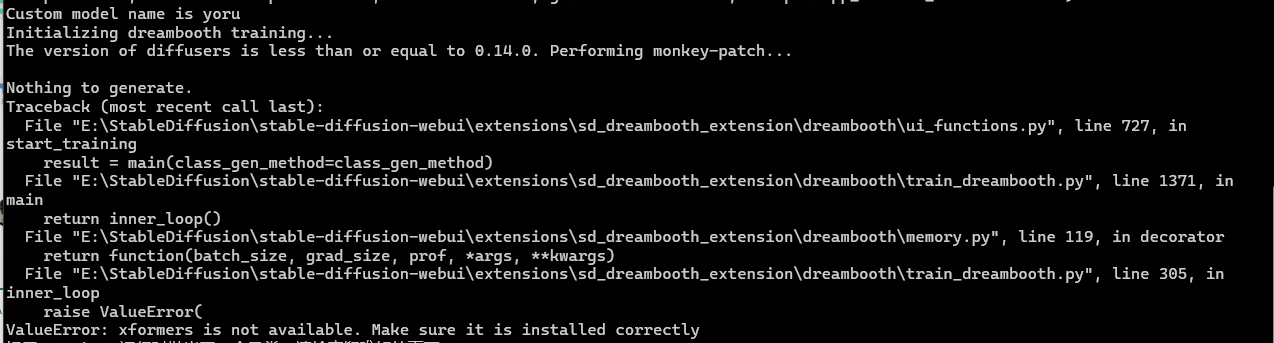 Custom model name is yoru
Initializing dreambooth training...
The version of diffusers is less than or equal to 0.14.0. Performing monkey-patch...
Nothing to generate.
Traceback (most recent call last):
File "E:\StableDiffusion\stable-diffusion-webui\extensions\sd_dreambooth_extension\dreambooth\ui_functions.py", line 727, in
start_training
result = main(class_gen_method=class_gen_method)
File "E:\StableDiffusion\stable-diffusion-webui\extensions\sd_dreambooth_extension\dreambooth\train_dreambooth.py", line 1371, in
main
return inner_loop()
File "E:\StableDiffusion\stable-diffusion-webui\extensions\sd_dreambooth_extension\dreambooth\memory.py", line 119, in decorator
return function(batch_size, grad_size, prof, *args, **kwargs)
File "E:\StableDiffusion\stable-diffusion-webui\extensions\sd_dreambooth_extension\dreambooth\train_dreambooth.py", line 305, in
inner_loop
raise ValueError(
ValueError: xformers is not available. Make sure it is installed correctly